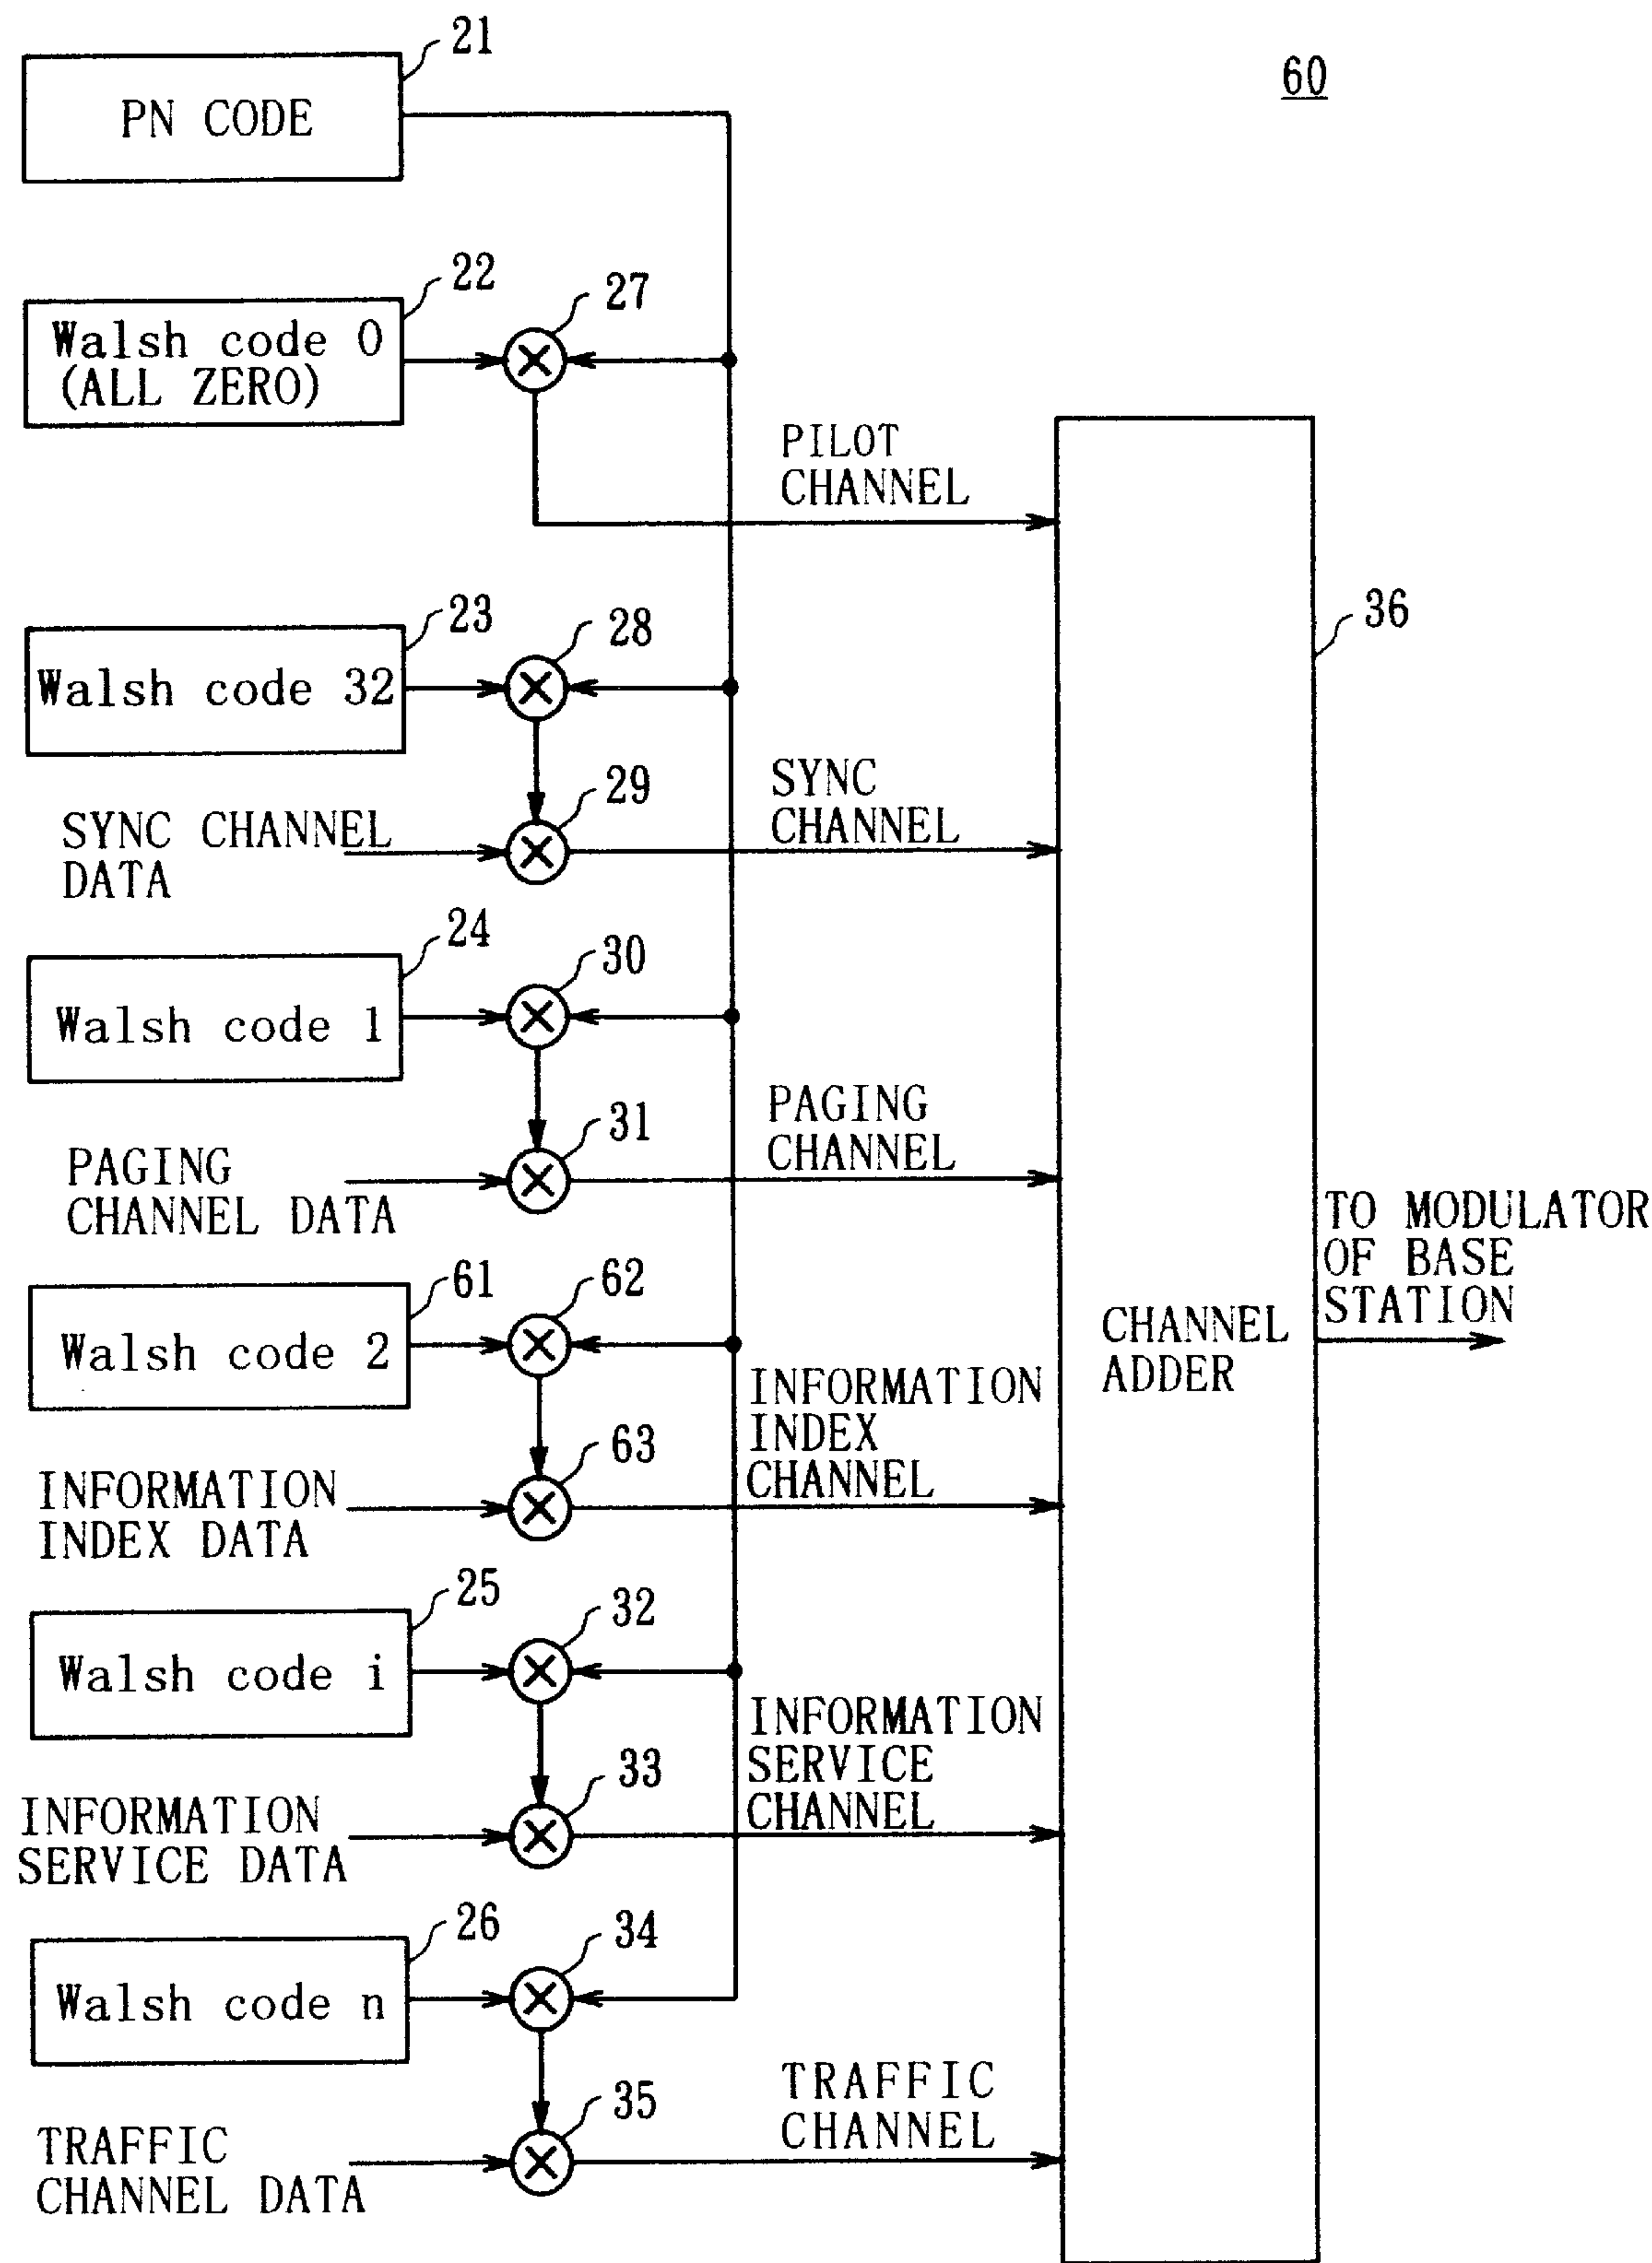 21
60
PN CODE
22
27
Walsh code 0
(ALL ZERO)
PILOT
CHANNEL
23
28
36
Walsh code 32
29
SYNC
CHANNEL
SYNC CHANNEL
DATA
24
30
Walsh code 1
31
PAGING
CHANNEL
PAGING
CHANNEL DATA
TO MODULATOR
OF BASE
STATION
61
62
Walsh code 2
CHANNEL
ADDER
63
INFORMATION
INDEX
CHANNEL
INFORMATION
INDEX DATA
25
32
Walsh code i
33
INFORMATION
SERVICE
CHANNEL
INFORMATION
SERVICE DATA
26
34
Walsh code n
35
TRAFFIC
CHANNEL
TRAFFIC
CHANNEL DATA